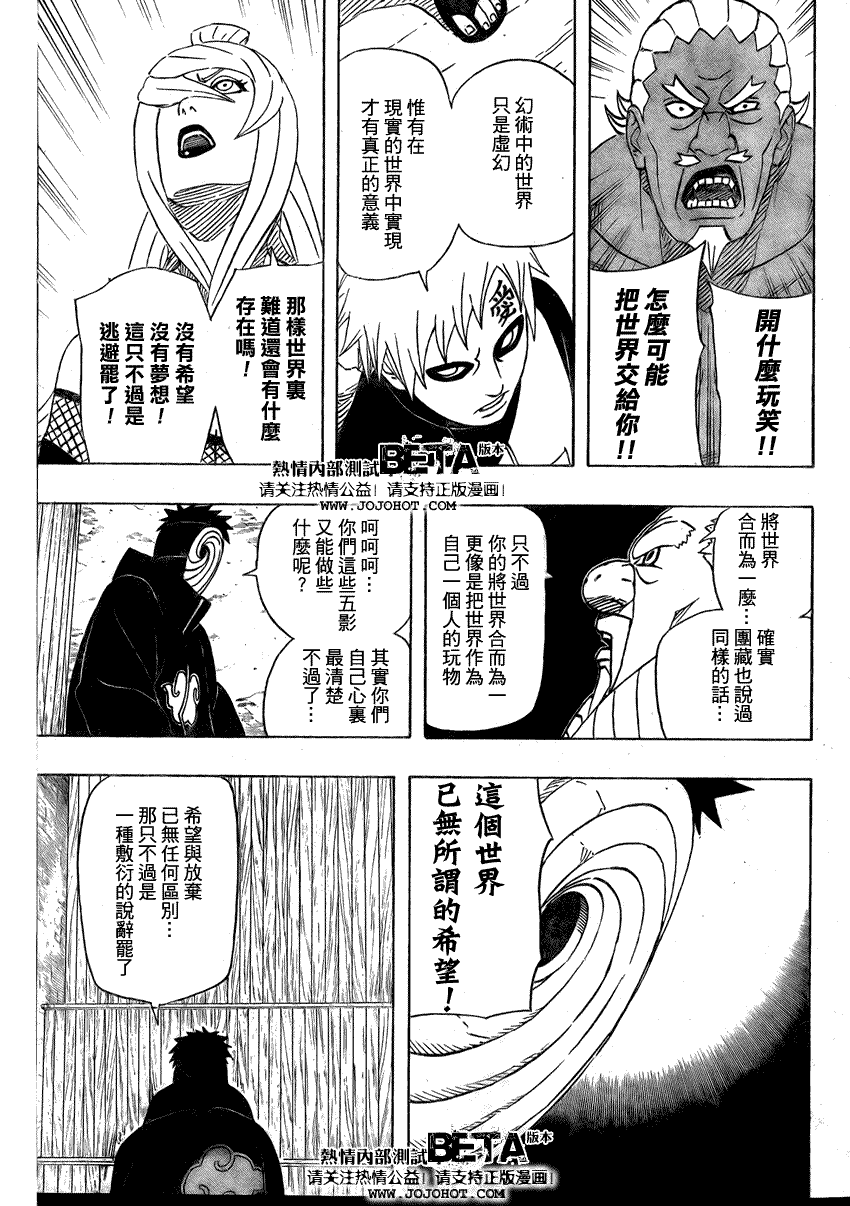 開什麼玩笑!!
怎麼可能
把世界交給你!!
幻術中的世界
只是虛幻
惟有在
現實的世界中實現
才有真正的意義
愛
那樣世界裏
難道還會有什麼
存在嗎!
沒有希望
沒有夢想!
這只不過是
逃避罷了!
熱情內部測試BETA版本
请关注热情公益! 请支持正版漫画!
WWW.JOJOHOT.COM
將世界
合而為一麼…
確實
團藏也說過
同樣的話…
只不過
你的將世界合而為一
更像是把世界作為
自己一個人的玩物
呵呵呵…
你們這些五影
又能做些
什麼呢?
其實你們
自己心裏
最清楚
不過了…
這個世界
已無所謂的希望!
希望與放棄
已無任何區別…
那只不過是
一種敷衍的說辭罷了
熱情內部測試BETA版本
请关注热情公益! 请支持正版漫画!
WWW.JOJOHOT.COM